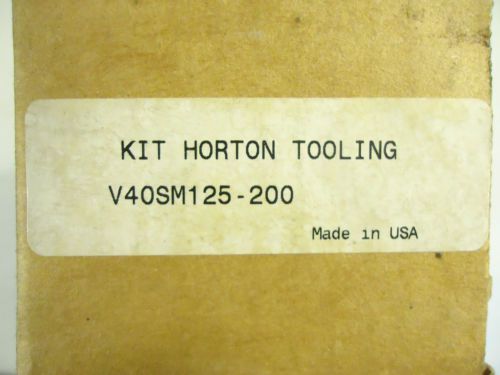 KIT HORTON TOOLING
V40SM125-200
Made in USA